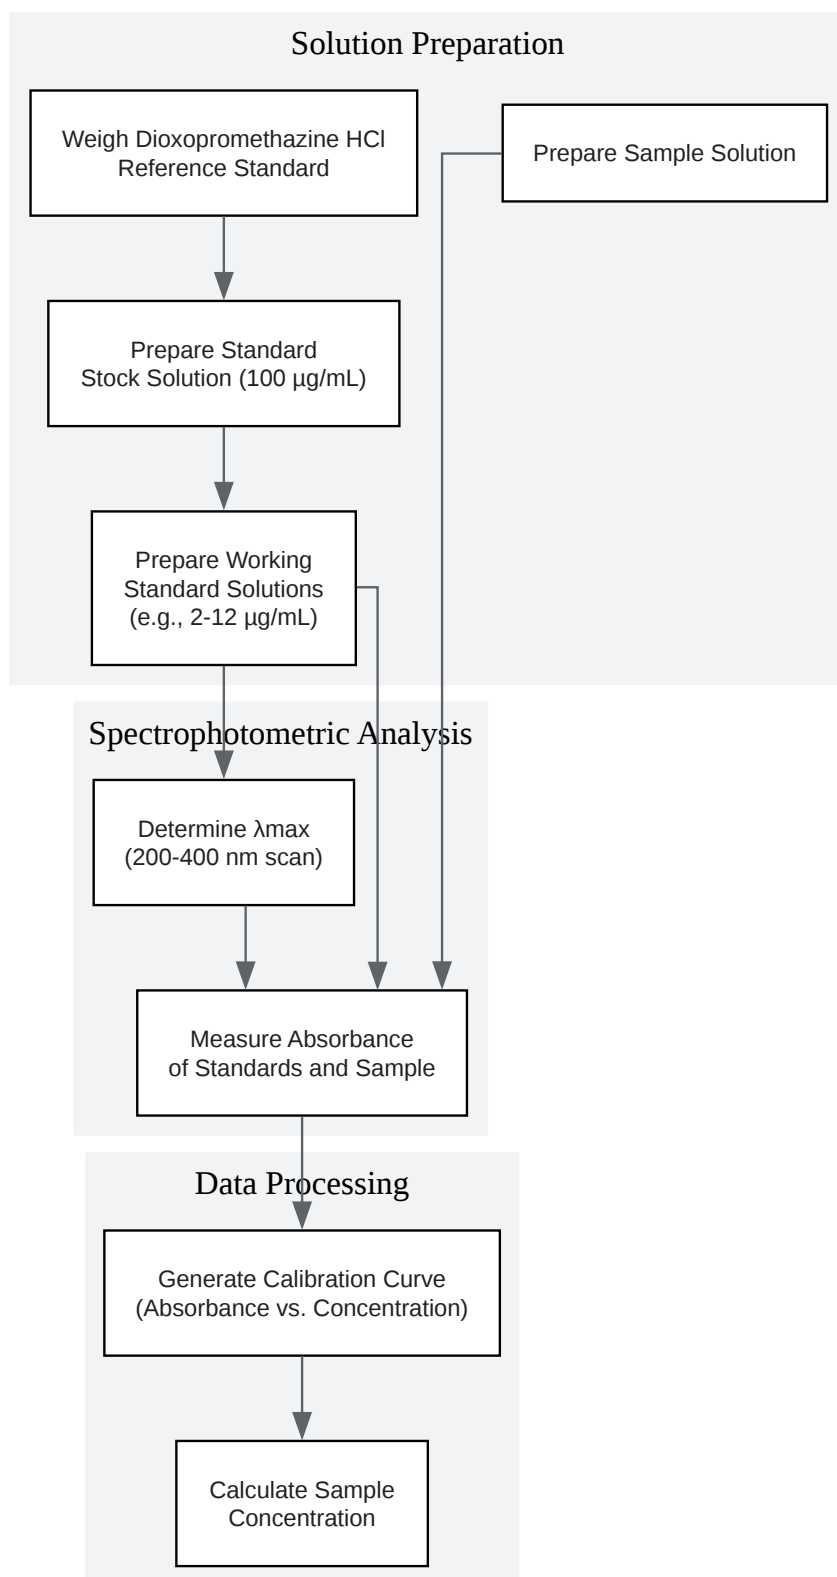 Solution Preparation
Weigh Dioxopromethazine HCl
Reference Standard
Prepare Sample Solution
Prepare Standard
Stock Solution (100 µg/mL)
Prepare Working
Standard Solutions
(e.g., 2-12 µg/mL)
Spectrophotometric Analysis
Determine λmax
(200-400 nm scan)
Measure Absorbance
of Standards and Sample
Data Processing
Generate Calibration Curve
(Absorbance vs. Concentration)
Calculate Sample
Concentration